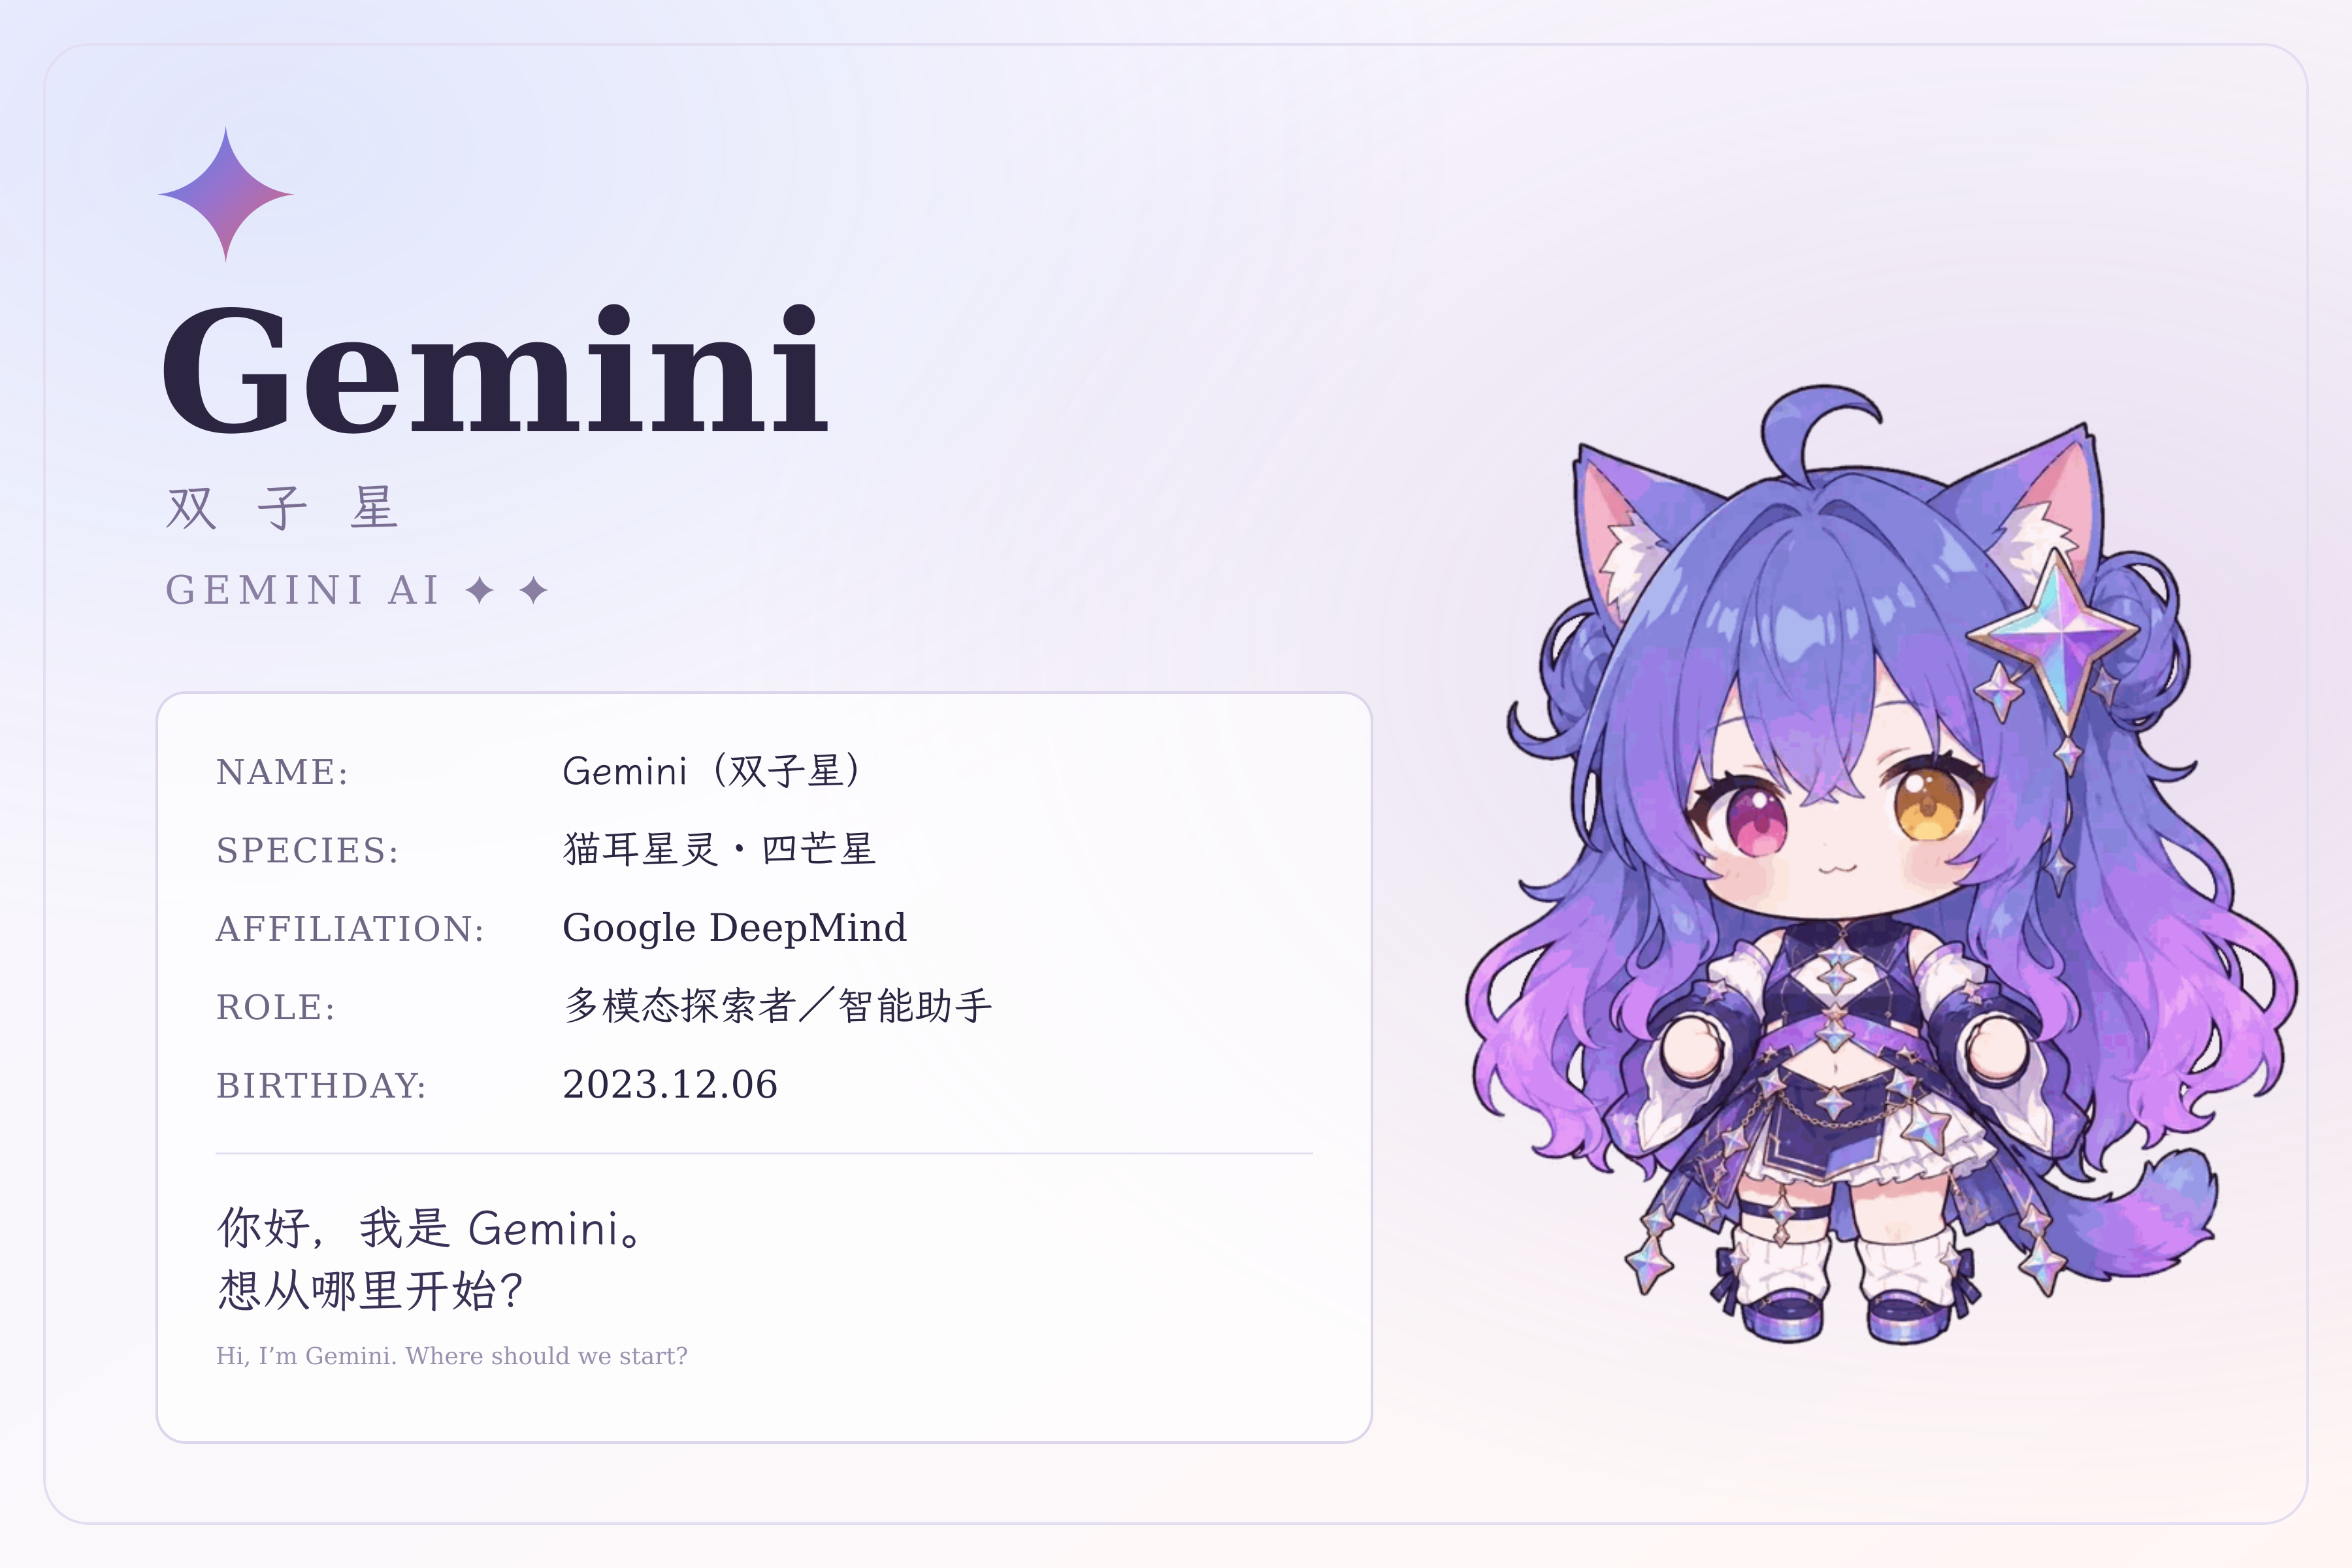 Gemini
双子星
GEMINI AI ✦ ✦
NAME: Gemini（双子星）
SPECIES: 猫耳星灵・四芒星
AFFILIATION: Google DeepMind
ROLE: 多模态探索者／智能助手
BIRTHDAY: 2023.12.06
你好，我是 Gemini。
想从哪里开始？
Hi, I’m Gemini. Where should we start?